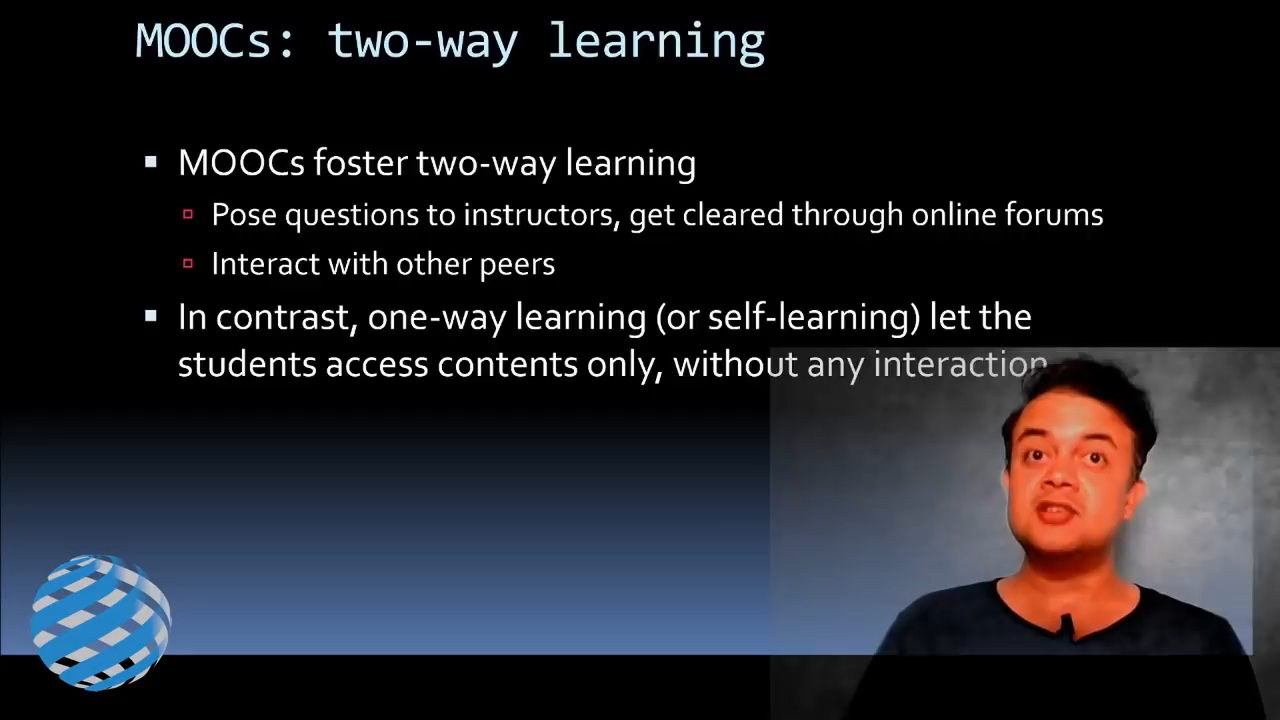 MOOCs: two-way learning
MOOCs foster two-way learning
Pose questions to instructors, get cleared through online forums
Interact with other peers
In contrast, one-way learning (or self-learning) let the
students access contents only, without any interaction